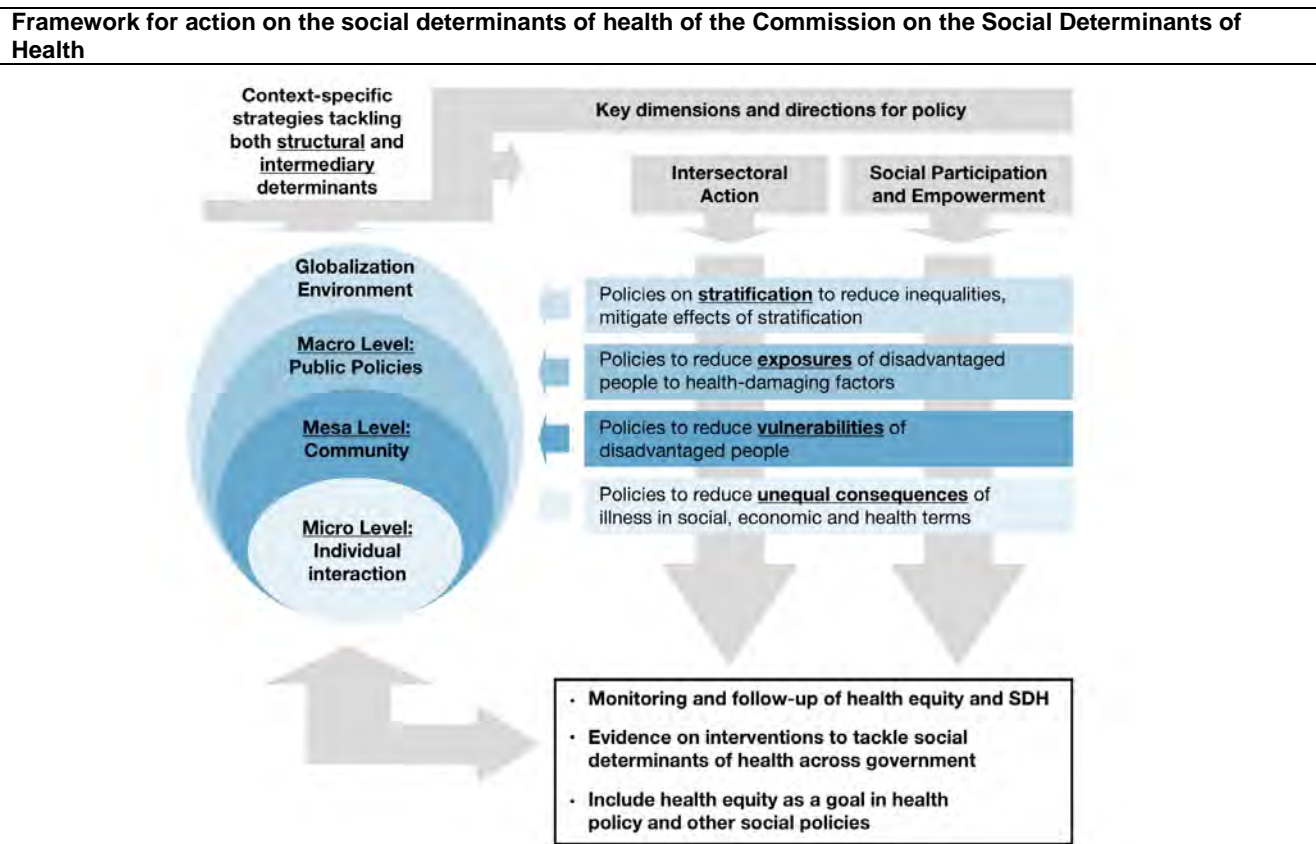 Framework for action on the social determinants of health of the Commission on the Social Determinants of
Health
Context-specific
strategies tackling
both structural and
intermediary
determinants
Key dimensions and directions for policy
Intersectoral
Action
Social Participation
and Empowerment
Globalization
Environment
Macro Level:
Public Policies
Mesa Level:
Community
Micro Level:
Individual
interaction
Policies on stratification to reduce inequalities,
mitigate effects of stratification
Policies to reduce exposures of disadvantaged
people to health-damaging factors
Policies to reduce vulnerabilities of
disadvantaged people
Policies to reduce unequal consequences of
illness in social, economic and health terms
· Monitoring and follow-up of health equity and SDH
· Evidence on interventions to tackle social
determinants of health across government
· Include health equity as a goal in health
policy and other social policies